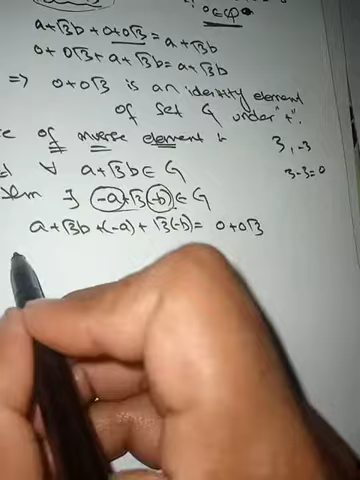 0 ∈ Q
a+√3b + 0+0√3 = a+√3b
0+0√3 + a+√3b = a+√3b
=> 0+0√3 is an identity element
of set G under "+".
of inverse element :-
3, -3
∀ a+√3b ∈ G
3-3=0
∃ (-a)+√3(-b) ∈ G
a+√3b +(-a)+ √3(-b) = 0+0√3